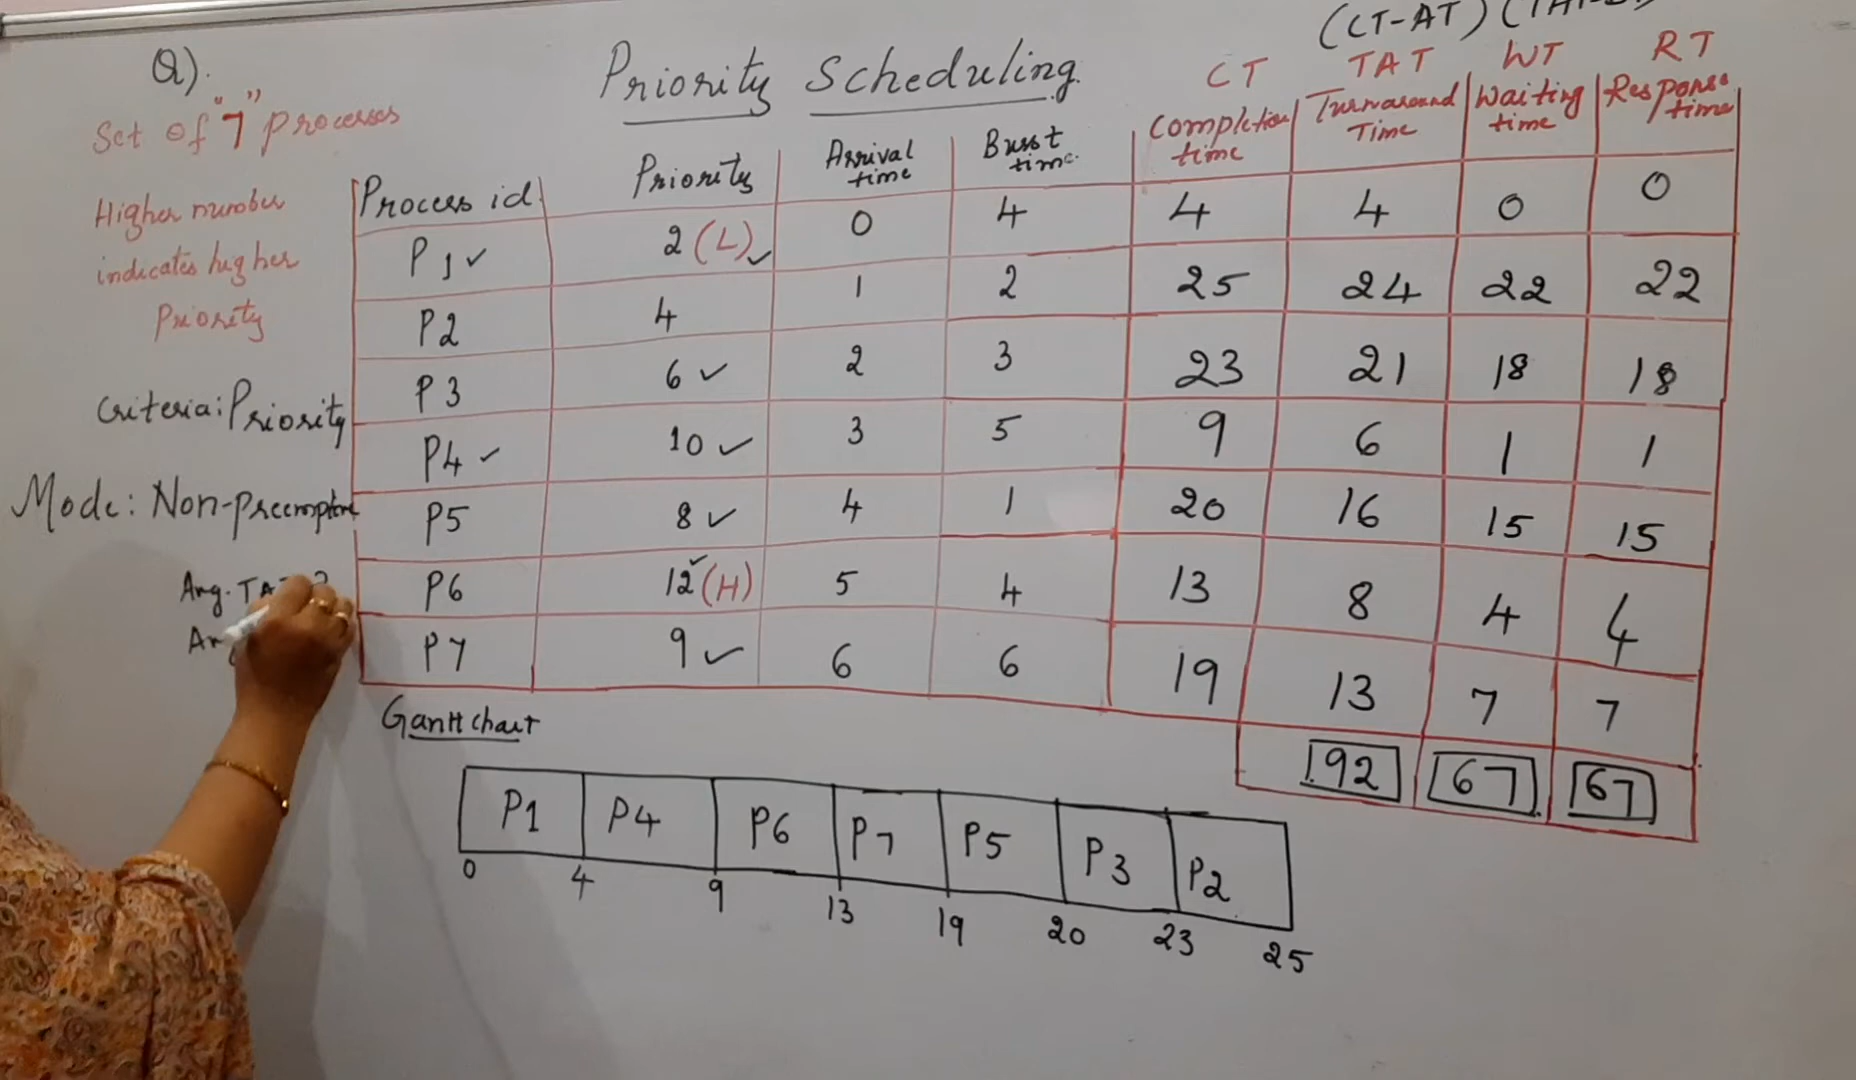 (CT-AT)
Q).
Priority Scheduling
Set of "7" processes
Higher number
indicates higher
Priority
Criteria: Priority
Mode: Non-preemptive
Avg.
CT TAT WT RT
Process id Priority Arrival time Burst time Completion time Turnaround Time Waiting time Response time
P1 ✓ 2 (L) ✓ 0 4 4 4 0 0
P2 4 1 2 25 24 22 22
P3 6 ✓ 2 3 23 21 18 18
P4 ✓ 10 ✓ 3 5 9 6 1 1
P5 8 ✓ 4 1 20 16 15 15
P6 12 ✓ (H) 5 4 13 8 4 4
P7 9 ✓ 6 6 19 13 7 7
92 67 67
Gantt chart
P1 P4 P6 P7 P5 P3 P2
0 4 9 13 19 20 23 25